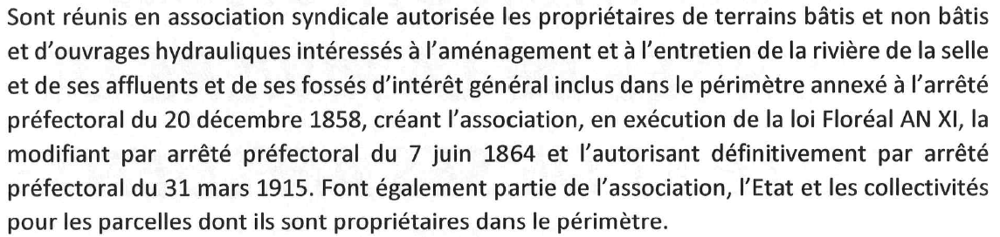 Sont réunis en association syndicale autorisée les propriétaires de terrains bâtis et non bâtis
et d'ouvrages hydrauliques intéressés à l'aménagement et à l'entretien de la rivière de la selle
et de ses affluents et de ses fossés d'intérêt général inclus dans le périmètre annexé à l'arrêté
préfectoral du 20 décembre 1858, créant l'association, en exécution de la loi Floréal AN XI, la
modifiant par arrêté préfectoral du 7 juin 1864 et l'autorisant définitivement par arrêté
préfectoral du 31 mars 1915. Font également partie de l'association, l'Etat et les collectivités
pour les parcelles dont ils sont propriétaires dans le périmètre.